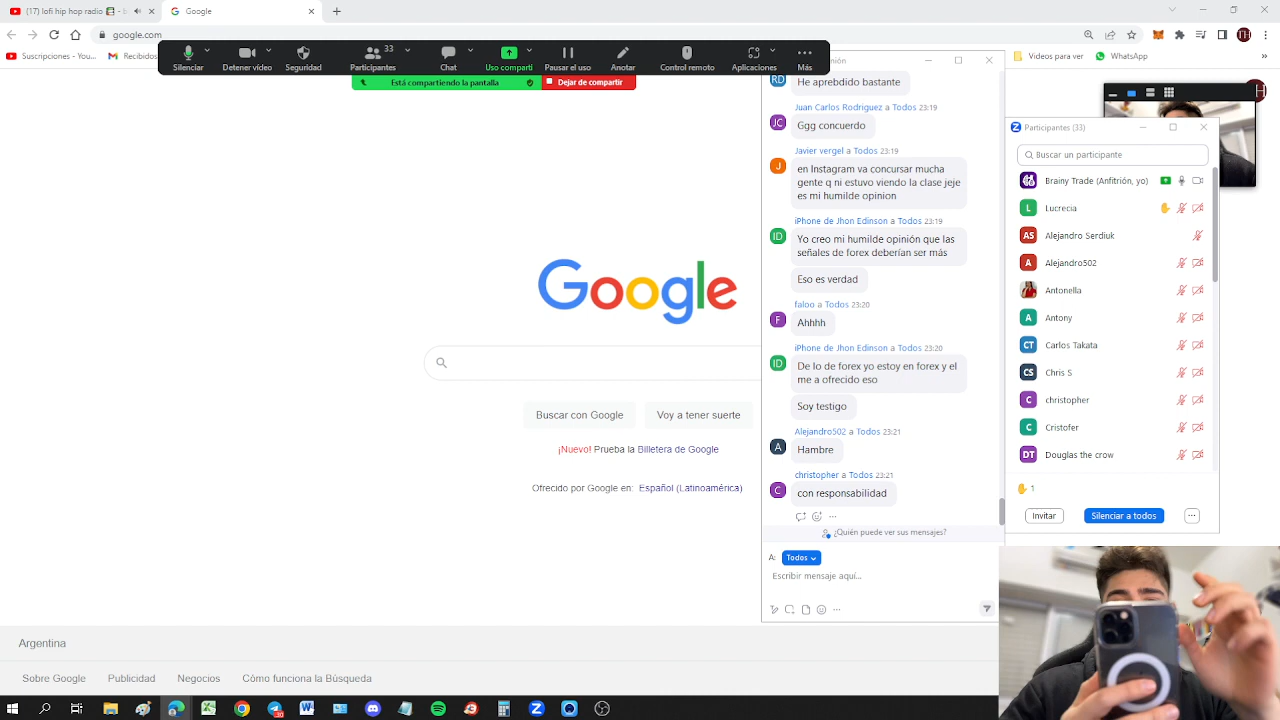 (17) lofi hip hop radio
Google
google.com
Suscripciones - You...
Recibidos
Videos para ver
WhatsApp
Silenciar
Detener vídeo
Seguridad
33
Participantes
Chat
Uso comparti
Pausar el uso
Anotar
Control remoto
Aplicaciones
Más
Está compartiendo la pantalla
Dejar de compartir
Google
Buscar con Google
Voy a tener suerte
¡Nuevo! Prueba la Billetera de Google
Ofrecido por Google en: Español (Latinoamérica)
Argentina
Sobre Google
Publicidad
Negocios
Cómo funciona la Búsqueda
RD
He aprebdido bastante
Juan Carlos Rodriguez a Todos 23:19
JC
Ggg concuerdo
Javier vergel a Todos 23:19
J
en Instagram va concursar mucha
gente q ni estuvo viendo la clase jeje
es mi humilde opinion
iPhone de Jhon Edinson a Todos 23:19
ID
Yo creo mi humilde opinión que las
señales de forex deberían ser más
Eso es verdad
faloo a Todos 23:20
F
Ahhhh
iPhone de Jhon Edinson a Todos 23:20
ID
De lo de forex yo estoy en forex y el
me a ofrecido eso
Soy testigo
Alejandro502 a Todos 23:21
A
Hambre
christopher a Todos 23:21
C
con responsabilidad
¿Quién puede ver sus mensajes?
A: Todos
Escribir mensaje aquí...
Participantes (33)
Buscar un participante
Brainy Trade (Anfitrión, yo)
L Lucrecia
AS Alejandro Serdiuk
A Alejandro502
Antonella
A Antony
CT Carlos Takata
CS Chris S
C christopher
C Cristofer
DT Douglas the crow
1
Invitar
Silenciar a todos